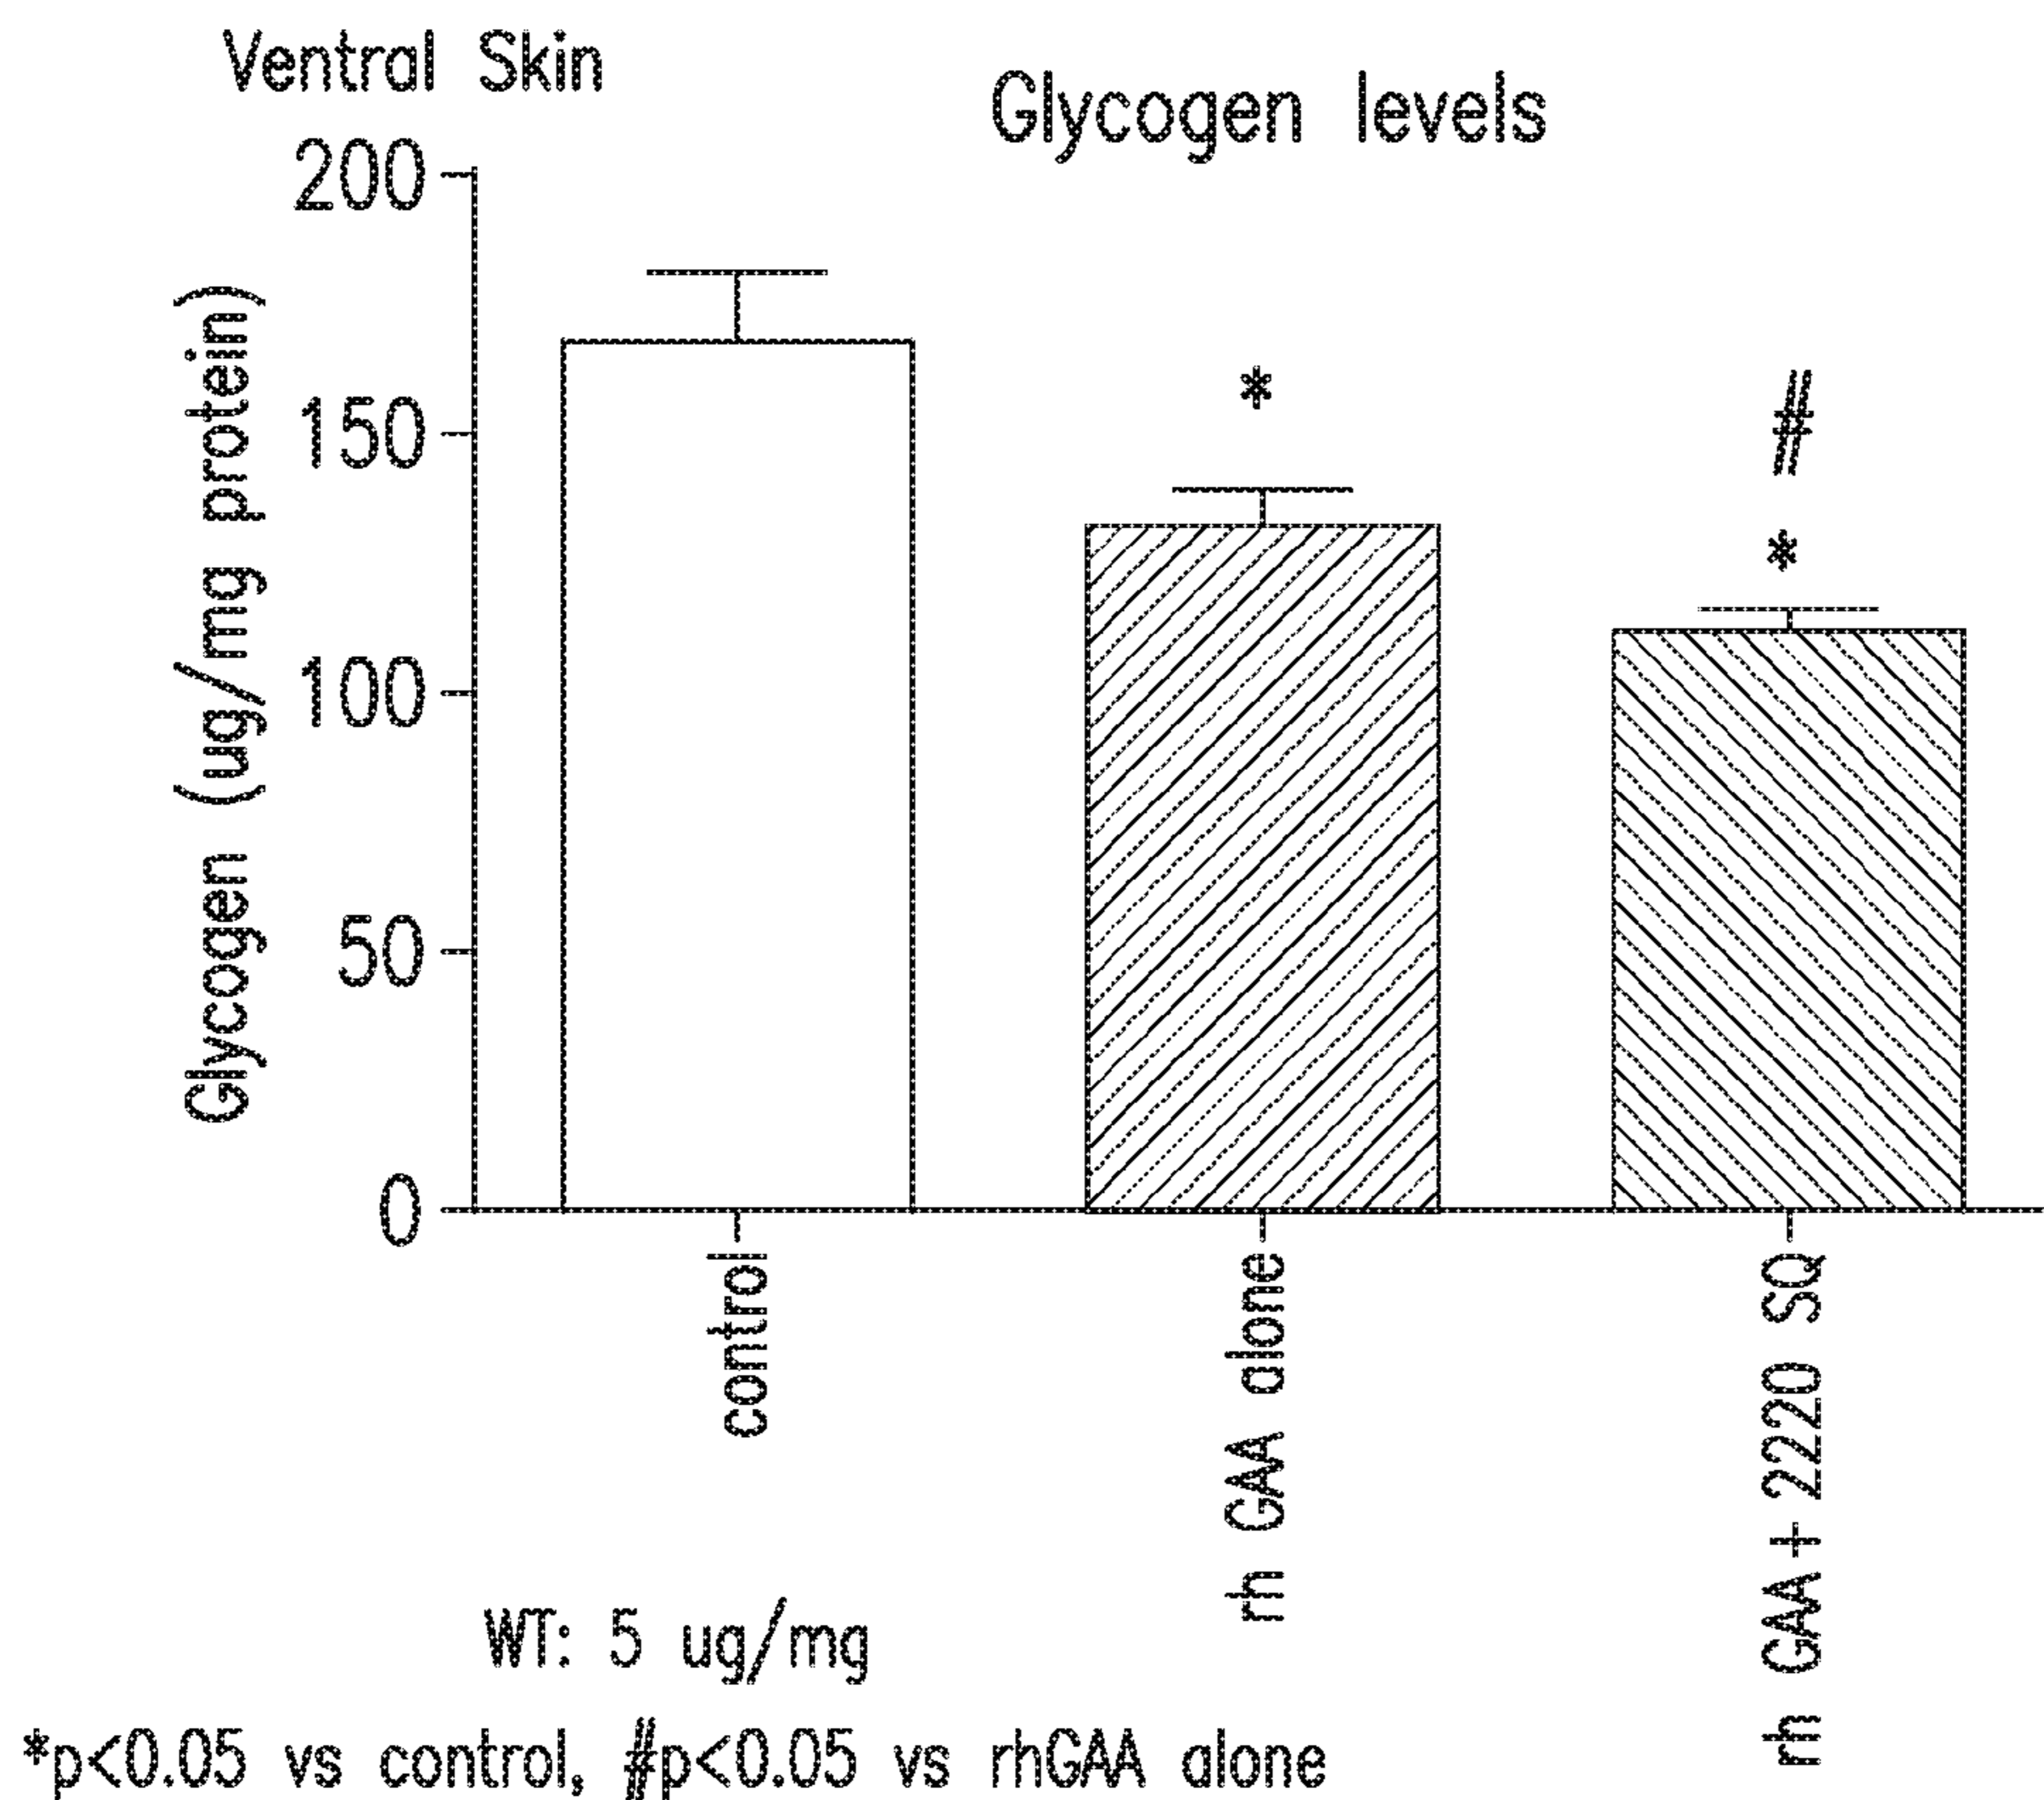 Ventral Skin
Glycogen levels
Glycogen (ug/mg protein)
200
150
100
50
0
control
rh GAA alone
rh GAA+ 2220 SQ
*
#
*
WT: 5 ug/mg
*p<0.05 vs control, #p<0.05 vs rhGAA alone